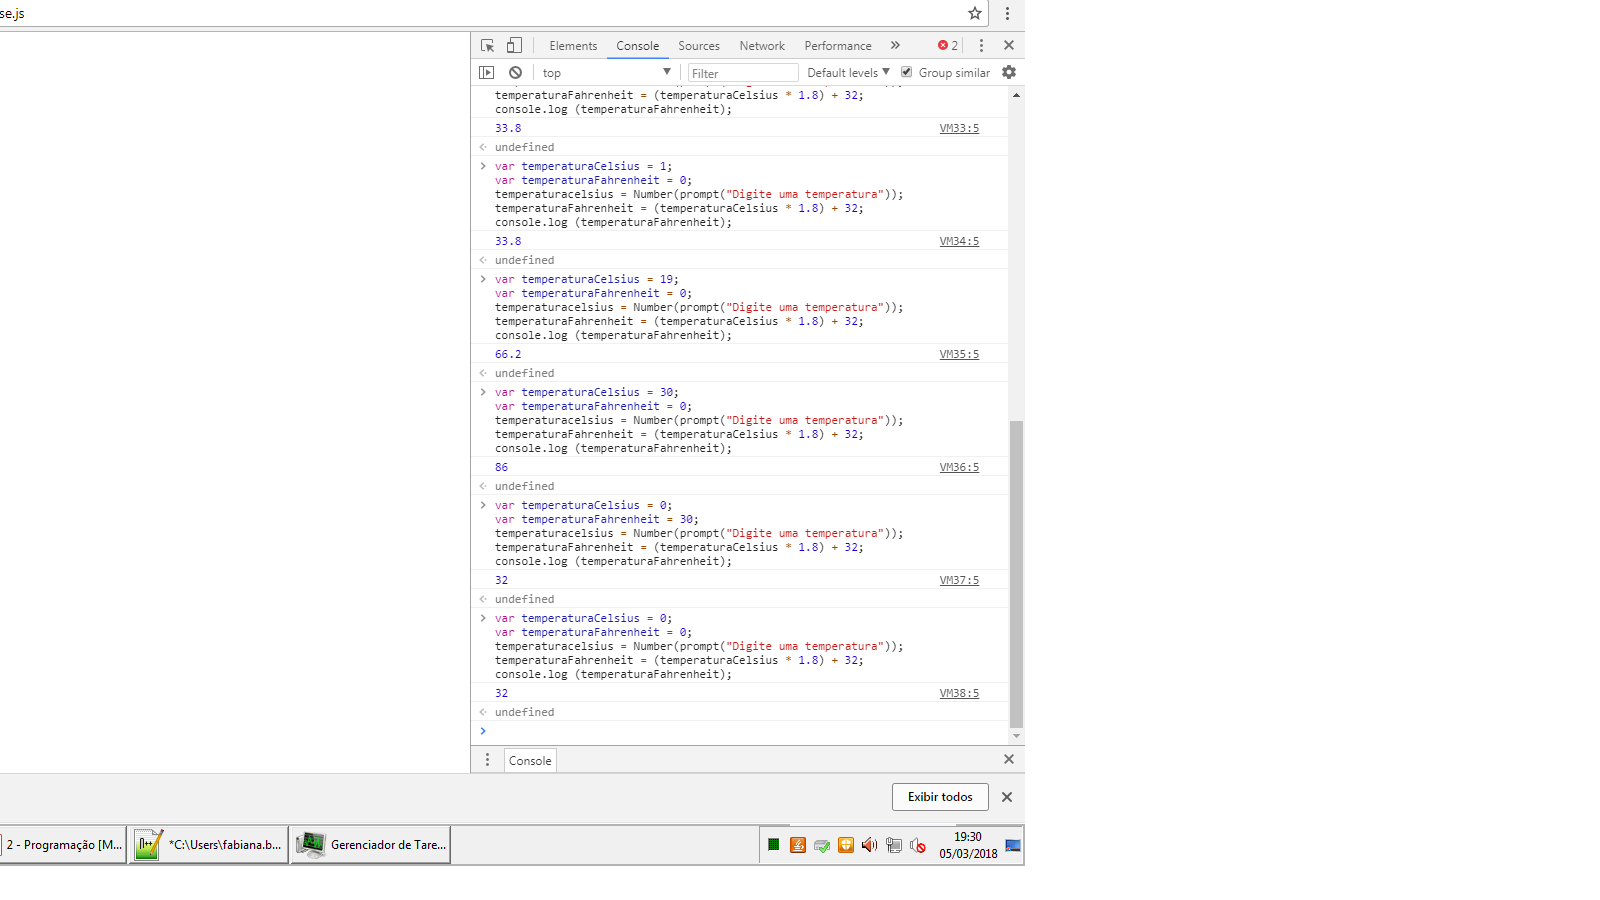 se.js
Elements Console Sources Network Performance » 2
top Filter Default levels Group similar
temperaturaFahrenheit = (temperaturaCelsius * 1.8) + 32;
console.log (temperaturaFahrenheit);
33.8 VM33:5
undefined
var temperaturaCelsius = 1;
var temperaturaFahrenheit = 0;
temperaturacelsius = Number(prompt("Digite uma temperatura"));
temperaturaFahrenheit = (temperaturaCelsius * 1.8) + 32;
console.log (temperaturaFahrenheit);
33.8 VM34:5
undefined
var temperaturaCelsius = 19;
var temperaturaFahrenheit = 0;
temperaturacelsius = Number(prompt("Digite uma temperatura"));
temperaturaFahrenheit = (temperaturaCelsius * 1.8) + 32;
console.log (temperaturaFahrenheit);
66.2 VM35:5
undefined
var temperaturaCelsius = 30;
var temperaturaFahrenheit = 0;
temperaturacelsius = Number(prompt("Digite uma temperatura"));
temperaturaFahrenheit = (temperaturaCelsius * 1.8) + 32;
console.log (temperaturaFahrenheit);
86 VM36:5
undefined
var temperaturaCelsius = 0;
var temperaturaFahrenheit = 30;
temperaturacelsius = Number(prompt("Digite uma temperatura"));
temperaturaFahrenheit = (temperaturaCelsius * 1.8) + 32;
console.log (temperaturaFahrenheit);
32 VM37:5
undefined
var temperaturaCelsius = 0;
var temperaturaFahrenheit = 0;
temperaturacelsius = Number(prompt("Digite uma temperatura"));
temperaturaFahrenheit = (temperaturaCelsius * 1.8) + 32;
console.log (temperaturaFahrenheit);
32 VM38:5
undefined
Console
Exibir todos
2 - Programação [M... *C:\Users\fabiana.b... Gerenciador de Tare... 19:30
05/03/2018